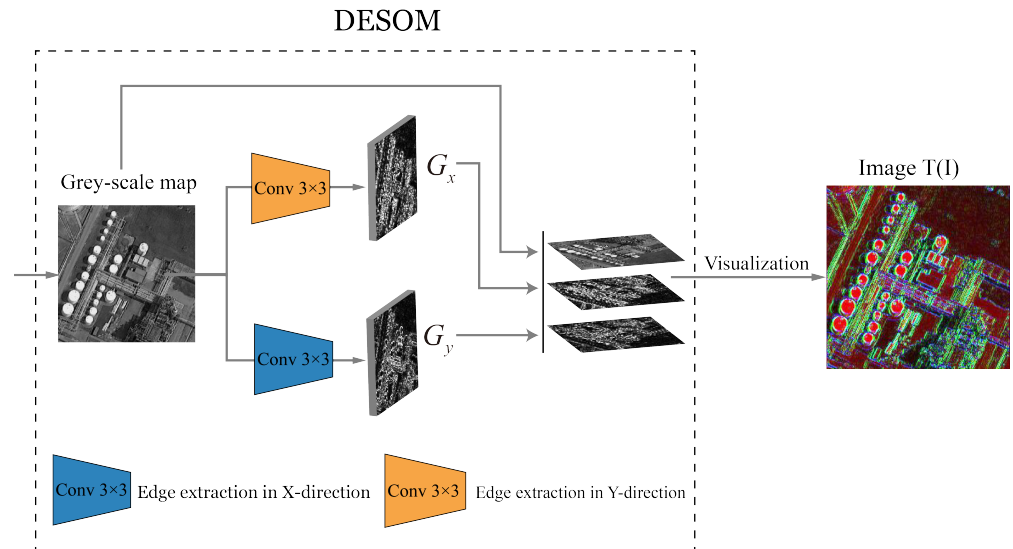 DESOM
Grey-scale map
Conv 3×3
G_x
Conv 3×3
G_y
Visualization
Image T(I)
Conv 3×3
Edge extraction in X-direction
Conv 3×3
Edge extraction in Y-direction